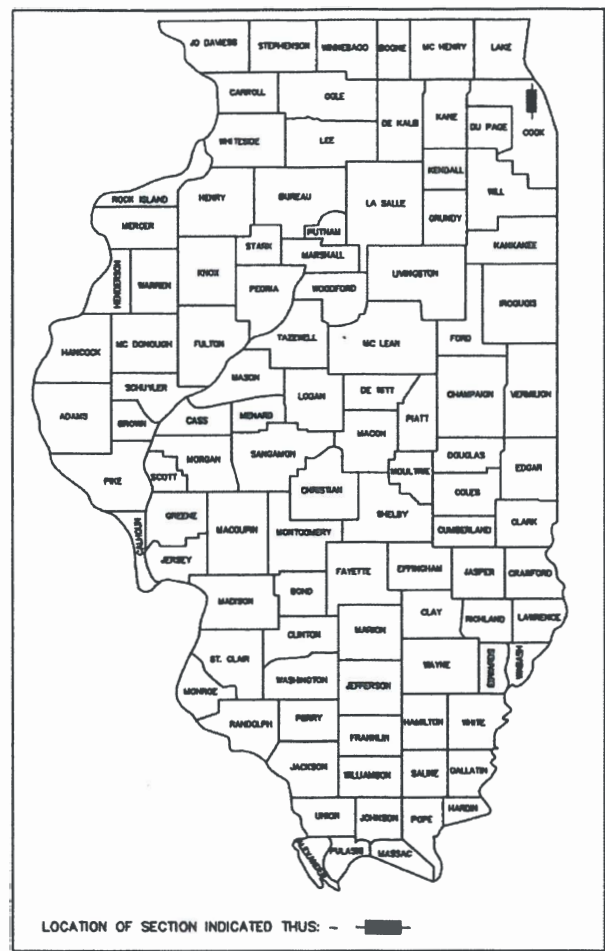 JO DAVIESS STEPHENSON WINNEBAGO BOONE MC HENRY LAKE
CARROLL OGLE DE KALB KANE DU PAGE COOK
WHITESIDE LEE
KENDALL WILL
ROCK ISLAND HENRY BUREAU LA SALLE GRUNDY
MERCER PUTNAM
STARK MARSHALL KANKAKEE
HENDERSON WARREN KNOX PEORIA WOODFORD LIVINGSTON IROQUOIS
HANCOCK MC DONOUGH FULTON TAZEWELL MC LEAN FORD
MASON
SCHUYLER LOGAN DE WITT CHAMPAIGN VERMILION
ADAMS BROWN CASS MENARD MACON PIATT
MORGAN SANGAMON DOUGLAS
PIKE SCOTT CHRISTIAN MOULTRIE EDGAR
COLES
GREENE SHELBY
CALHOUN MACOUPIN MONTGOMERY CUMBERLAND CLARK
JERSEY
FAYETTE EFFINGHAM JASPER CRAWFORD
MADISON BOND
CLAY RICHLAND LAWRENCE
CLINTON MARION
ST. CLAIR WAYNE EDWARDS WABASH
WASHINGTON JEFFERSON
MONROE
RANDOLPH PERRY HAMILTON WHITE
FRANKLIN
JACKSON WILLIAMSON SALINE GALLATIN
UNION JOHNSON POPE HARDIN
ALEXANDER PULASKI MASSAC
LOCATION OF SECTION INDICATED THUS: -